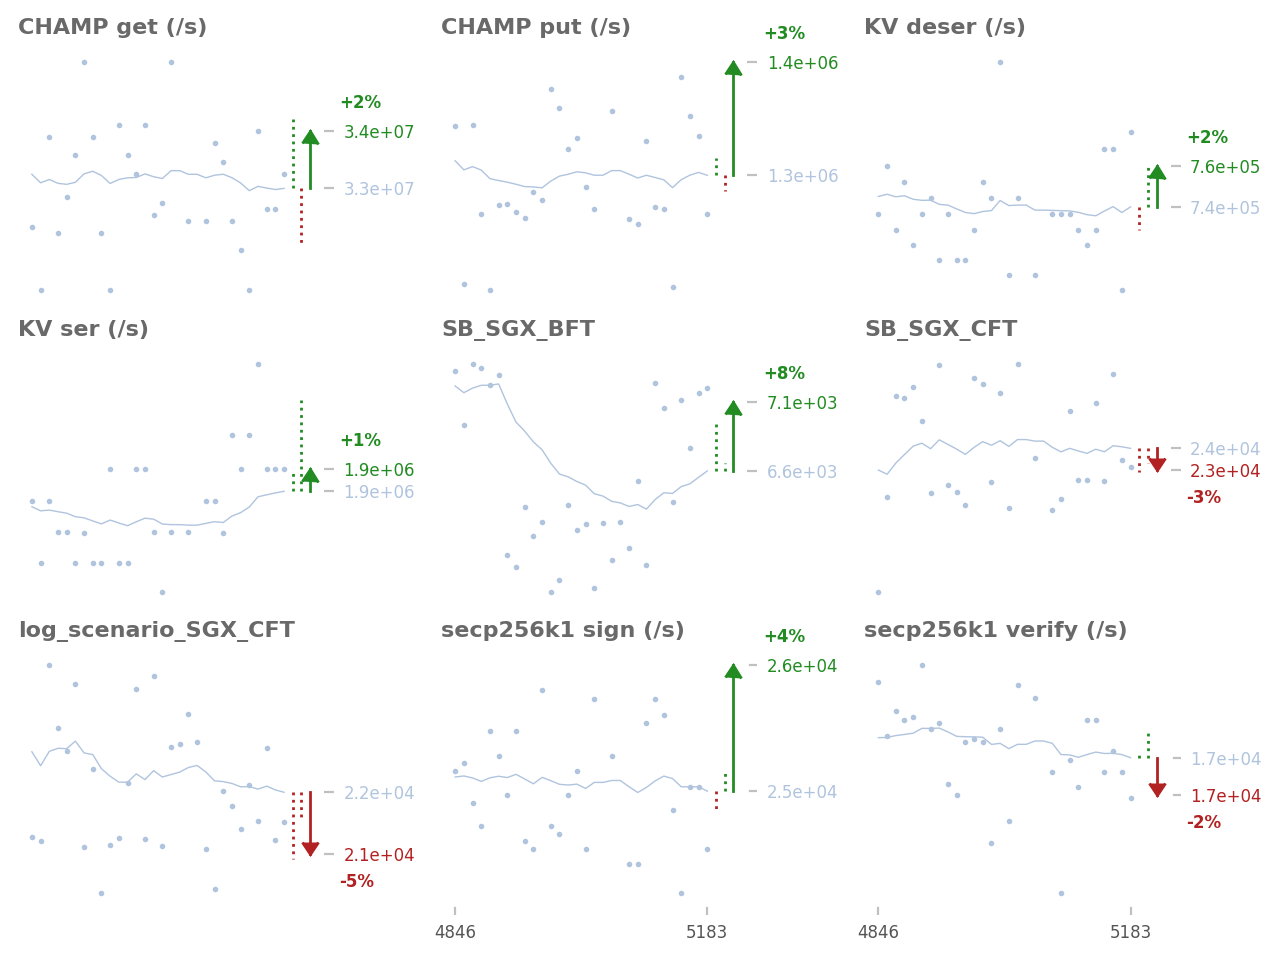 CHAMP get (/s)
+2%
3.4e+07
3.3e+07
CHAMP put (/s)
+3%
1.4e+06
1.3e+06
KV deser (/s)
+2%
7.6e+05
7.4e+05
KV ser (/s)
+1%
1.9e+06
1.9e+06
SB_SGX_BFT
+8%
7.1e+03
6.6e+03
SB_SGX_CFT
2.4e+04
2.3e+04
-3%
log_scenario_SGX_CFT
2.2e+04
2.1e+04
-5%
secp256k1 sign (/s)
+4%
2.6e+04
2.5e+04
4846 5183
secp256k1 verify (/s)
1.7e+04
1.7e+04
-2%
4846 5183